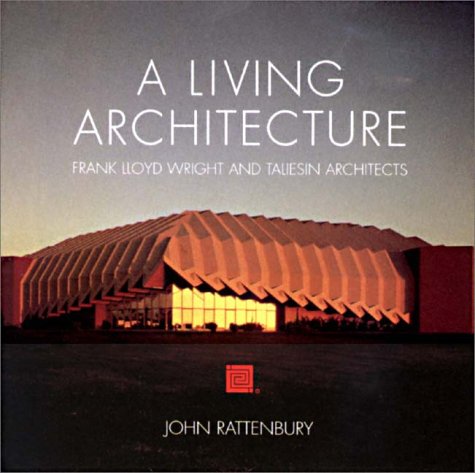 A LIVING
ARCHITECTURE
FRANK LLOYD WRIGHT AND TALIESIN ARCHITECTS
JOHN RATTENBURY